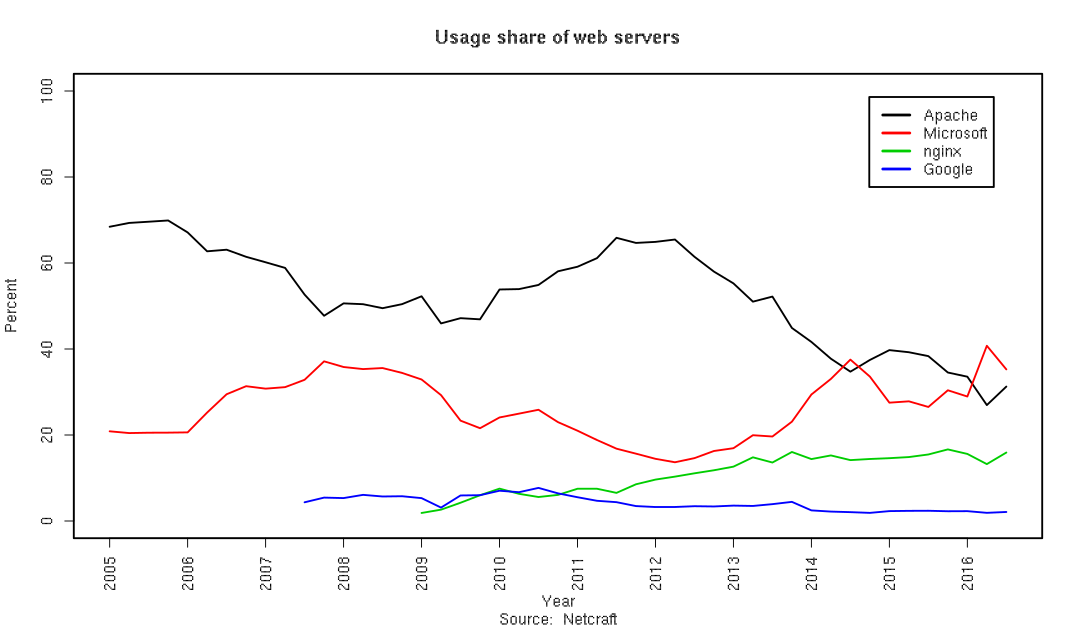 Usage share of web servers
100
80
60
40
20
0
Percent
Apache
Microsoft
nginx
Google
2005
2006
2007
2008
2009
2010
2011
2012
2013
2014
2015
2016
Year
Source: Netcraft